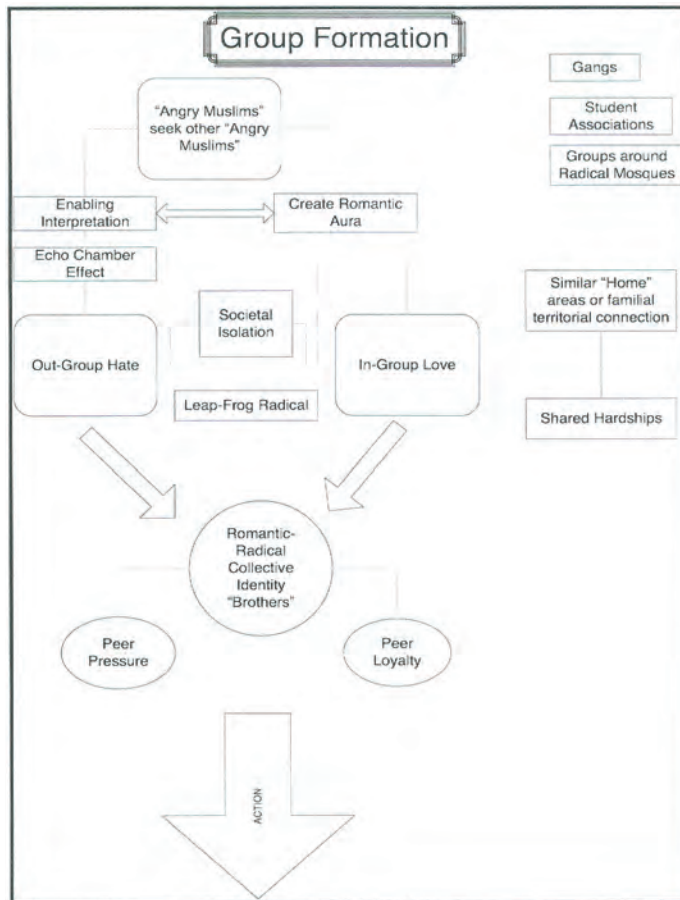 Group Formation
"Angry Muslims"
seek other "Angry
Muslims"
Gangs
Student
Associations
Groups around
Radical Mosques
Enabling
Interpretation
Create Romantic
Aura
Echo Chamber
Effect
Societal
Isolation
Similar "Home"
areas or familial
territorial connection
Out-Group Hate
In-Group Love
Leap-Frog Radical
Shared Hardships
Romantic-
Radical
Collective
Identity
"Brothers"
Peer
Pressure
Peer
Loyalty
ACTION